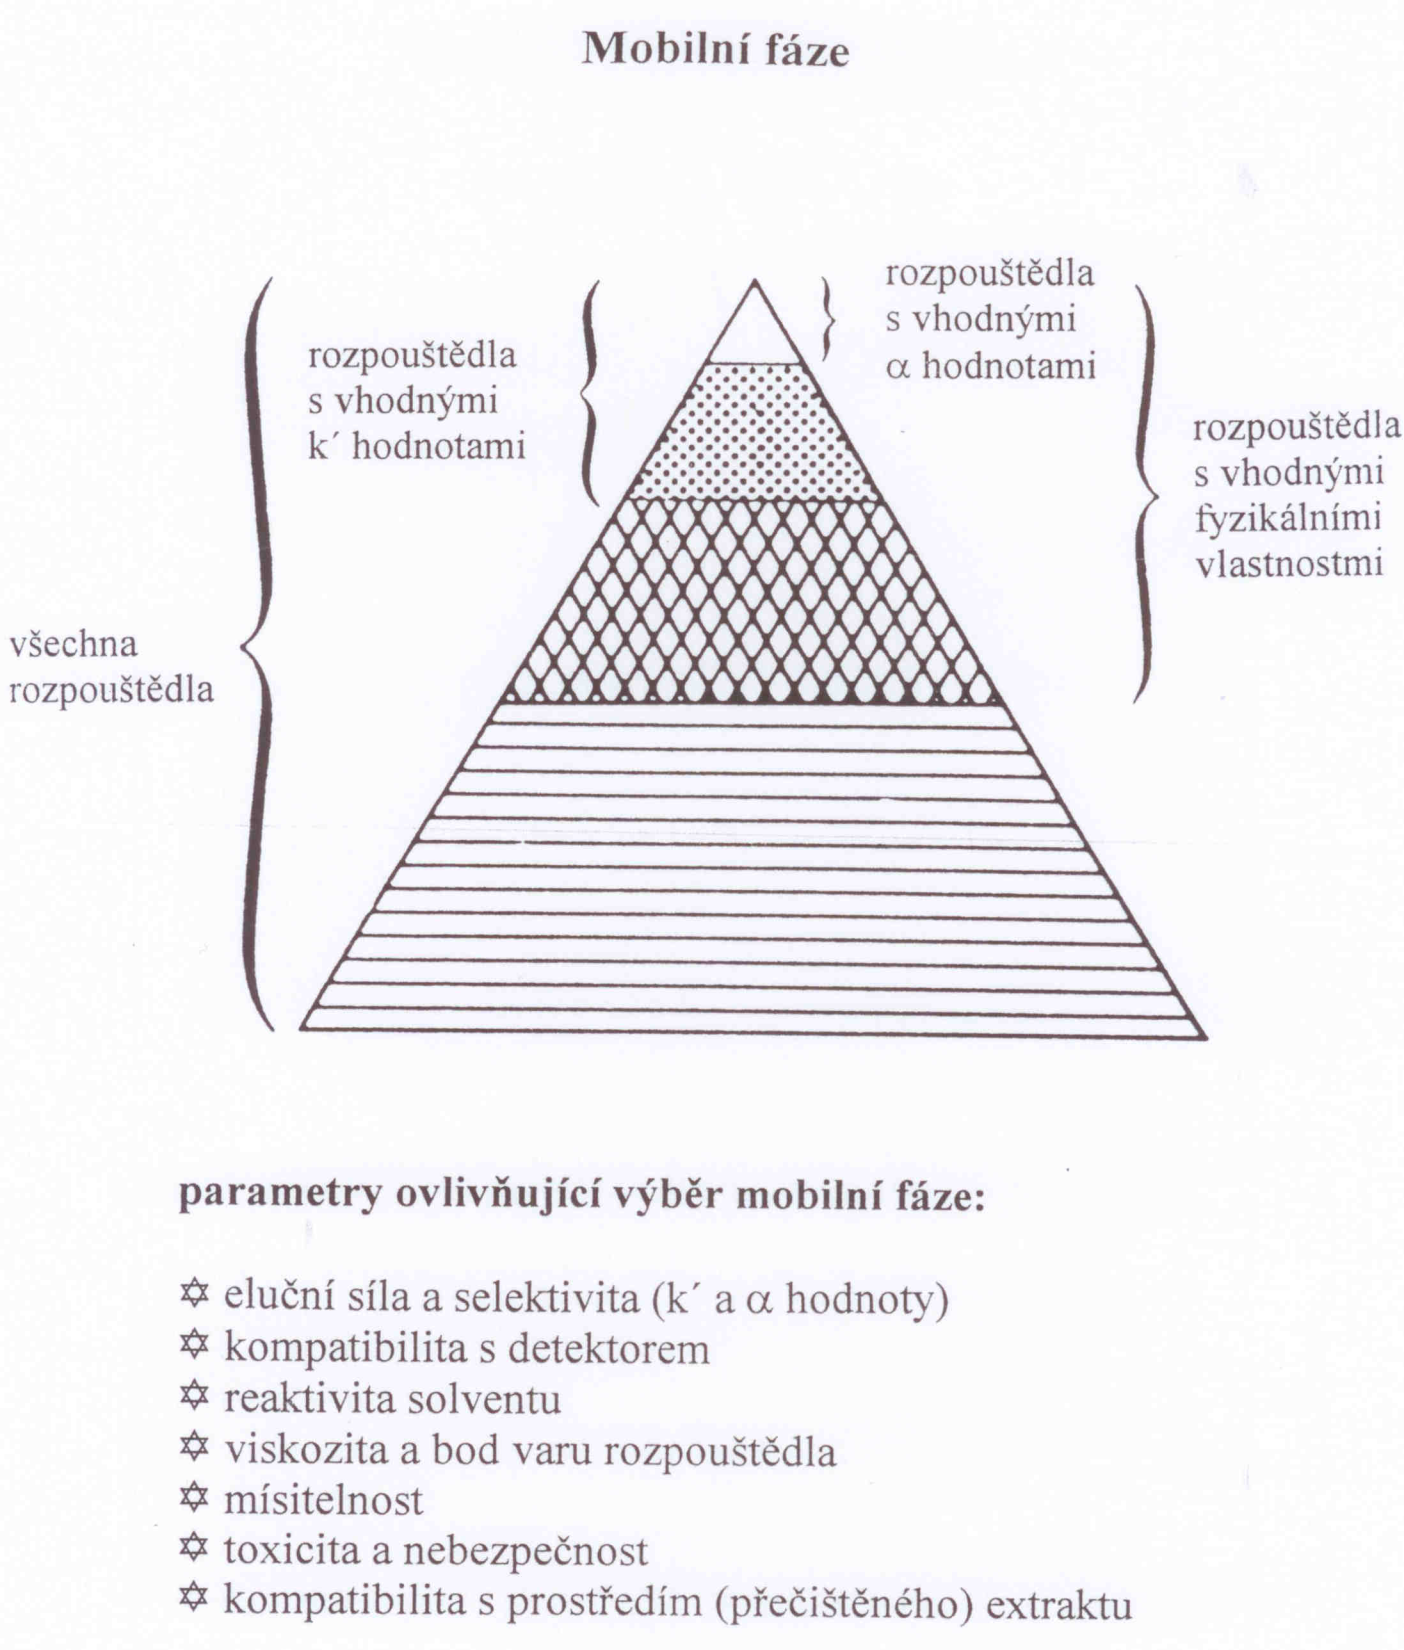 Mobilní fáze
rozpouštědla
s vhodnými
α hodnotami
rozpouštědla
s vhodnými
k´ hodnotami
rozpouštědla
s vhodnými
fyzikálními
vlastnostmi
všechna
rozpouštědla
parametry ovlivňující výběr mobilní fáze:
✡ eluční síla a selektivita (k´ a α hodnoty)
✡ kompatibilita s detektorem
✡ reaktivita solventu
✡ viskozita a bod varu rozpouštědla
✡ mísitelnost
✡ toxicita a nebezpečnost
✡ kompatibilita s prostředím (přečištěného) extraktu